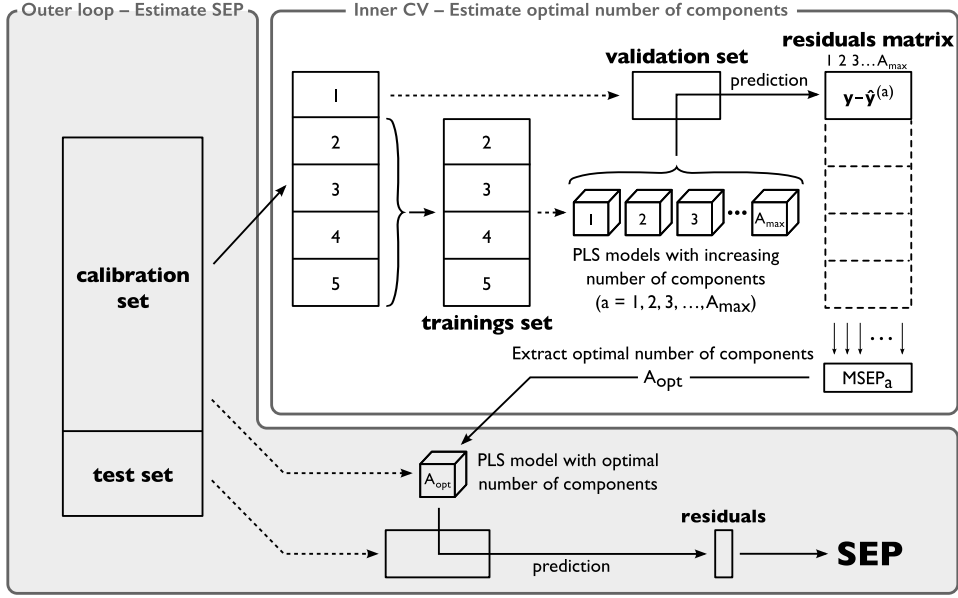 Outer loop – Estimate SEP
Inner CV – Estimate optimal number of components
residuals matrix
validation set
1 2 3...Amax
prediction
1
y–ŷ(a)
2
3
4
5
2
3
4
5
1
2
3
...
Amax
calibration
set
PLS models with increasing
number of components
(a = 1, 2, 3, ...,Amax)
trainings set
...
Extract optimal number of components
Aopt
MSEPa
test set
Aopt
PLS model with optimal
number of components
residuals
prediction
SEP